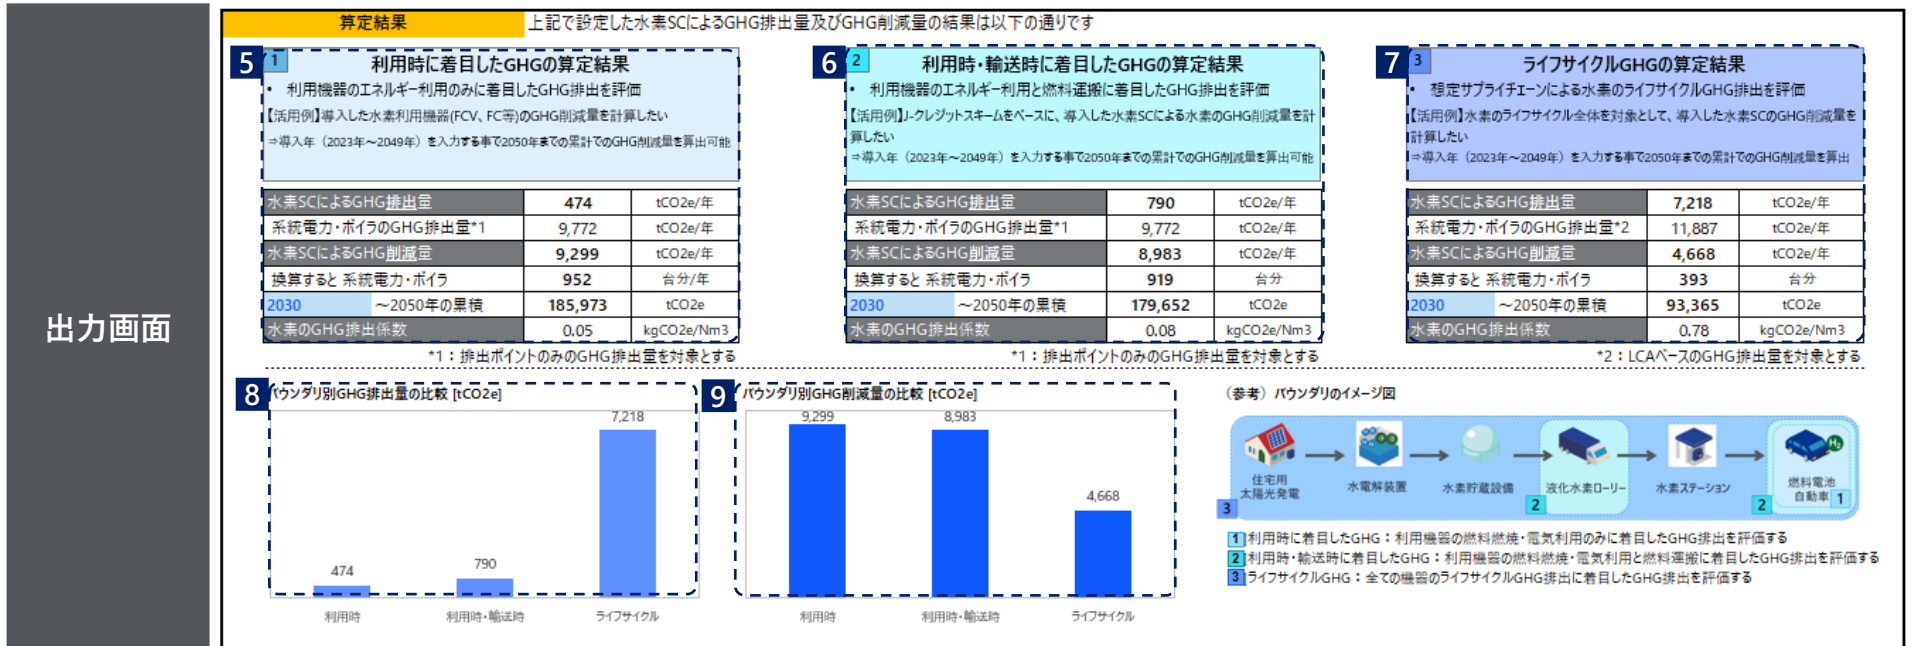 出力画面
算定結果
上記で設定した水素SCによるGHG排出量及びGHG削減量の結果は以下の通りです
5
1
利用時に着目したGHGの算定結果
• 利用機器のエネルギー利用のみに着目したGHG排出を評価
【活用例】導入した水素利用機器(FCV、FC等)のGHG削減量を計算したい
⇒導入年（2023年～2049年）を入力する事で2050年までの累計でのGHG削減量を算出可能
水素SCによるGHG排出量 474 tCO2e/年
系統電力・ボイラのGHG排出量*1 9,772 tCO2e/年
水素SCによるGHG削減量 9,299 tCO2e/年
換算すると 系統電力・ボイラ 952 台分/年
2030 ～2050年の累積 185,973 tCO2e
水素のGHG排出係数 0.05 kgCO2e/Nm3
*1：排出ポイントのみのGHG排出量を対象とする
6
2
利用時・輸送時に着目したGHGの算定結果
• 利用機器のエネルギー利用と燃料運搬に着目したGHG排出を評価
【活用例】J-クレジットスキームをベースに、導入した水素SCによる水素のGHG削減量を計
算したい
⇒導入年（2023年～2049年）を入力する事で2050年までの累計でのGHG削減量を算出可能
水素SCによるGHG排出量 790 tCO2e/年
系統電力・ボイラのGHG排出量*1 9,772 tCO2e/年
水素SCによるGHG削減量 8,983 tCO2e/年
換算すると 系統電力・ボイラ 919 台分
2030 ～2050年の累積 179,652 tCO2e
水素のGHG排出係数 0.08 kgCO2e/Nm3
*1：排出ポイントのみのGHG排出量を対象とする
7
3
ライフサイクルGHGの算定結果
• 想定サプライチェーンによる水素のライフサイクルGHG排出を評価
【活用例】水素のライフサイクル全体を対象として、導入した水素SCのGHG削減量を
計算したい
⇒導入年（2023年～2049年）を入力する事で2050年までの累計でのGHG削減量を算出
水素SCによるGHG排出量 7,218 tCO2e/年
系統電力・ボイラのGHG排出量*2 11,887 tCO2e/年
水素SCによるGHG削減量 4,668 tCO2e/年
換算すると 系統電力・ボイラ 393 台分
2030 ～2050年の累積 93,365 tCO2e
水素のGHG排出係数 0.78 kgCO2e/Nm3
*2：LCAベースのGHG排出量を対象とする
8
バウンダリ別GHG排出量の比較 [tCO2e]
474
790
7,218
利用時
利用時・輸送時
ライフサイクル
9
バウンダリ別GHG削減量の比較 [tCO2e]
9,299
8,983
4,668
利用時
利用時・輸送時
ライフサイクル
（参考）バウンダリのイメージ図
住宅用
太陽光発電
水電解装置
水素貯蔵設備
液化水素ローリー
水素ステーション
H2
燃料電池
自動車
1
3
2
2
1 利用時に着目したGHG：利用機器の燃料燃焼・電気利用のみに着目したGHG排出を評価する
2 利用時・輸送時に着目したGHG：利用機器の燃料燃焼・電気利用と燃料運搬に着目したGHG排出を評価する
3 ライフサイクルGHG：全ての機器のライフサイクルGHG排出に着目したGHG排出を評価する